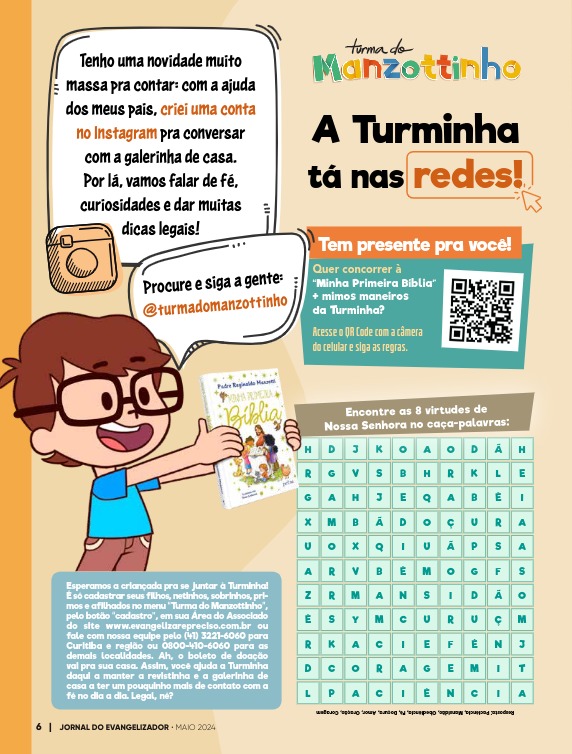 Tenho uma novidade muito
massa pra contar: com a ajuda
dos meus pais, criei uma conta
no Instagram pra conversar
com a galerinha de casa.
Por lá, vamos falar de fé,
curiosidades e dar muitas
dicas legais!
Procure e siga a gente:
@turmadomanzottinho
turma do
Manzottinho
A Turminha
tá nas redes!
Tem presente pra você!
Quer concorrer à
"Minha Primeira Bíblia"
+ mimos maneiros
da Turminha?
Acesse o QR Code com a câmera
do celular e siga as regras.
Padre Reginaldo Manzotti
MINHA PRIMEIRA
Bíblia
Encontre as 8 virtudes de
Nossa Senhora no caça-palavras:
H D J K O A O D Ã H
R G V S B H R K L E
G A H J E Q A B É I
X M B Ã D O Ç U R A
U O X Q I U Ã P S A
A R V B É M O G F S
Z R M A N S I D Ã O
É S Y M C U R U Ç M
R K A C I E F Ê N J
D C O R A G E M I T
L P A C I Ê N C I A
Resposta: Paciência, Mansidão, Obediência, Fé, Doçura, Amor, Oração, Coragem
Esperamos a criançada pra se juntar à Turminha!
É só cadastrar seus filhos, netinhos, sobrinhos, pri-
mos e afilhados no menu "Turma do Manzottinho",
pelo botão "cadastro", em sua Área do Associado
do site www.evangelizarepreciso.com.br ou
fale com nossa equipe pelo (41) 3221-6060 para
Curitiba e região ou 0800-410-6060 para as
demais localidades. Ah, o boleto de doação
vai pra sua casa. Assim, você ajuda a Turminha
daqui a manter a revistinha e a galerinha de
casa a ter um pouquinho mais de contato com a
fé no dia a dia. Legal, né?
6 | JORNAL DO EVANGELIZADOR • MAIO 2024